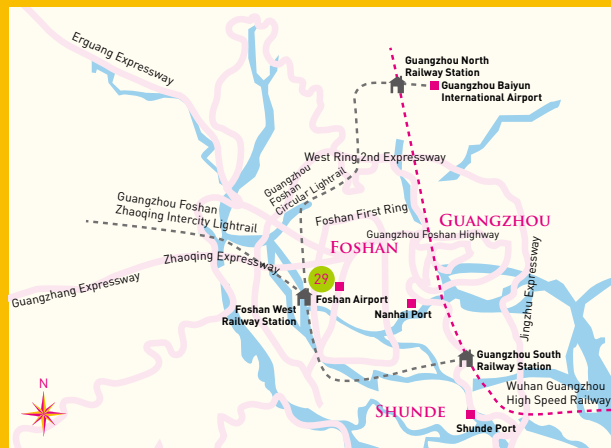 Erguang Expressway
Guangzhou North
Railway Station
Guangzhou Baiyun
International Airport
West Ring 2nd Expressway
Guangzhou
Foshan
Circular Lightrail
Guangzhou Foshan
Zhaoqing Intercity Lightrail
Foshan First Ring
GUANGZHOU
Guangzhou Foshan Highway
FOSHAN
Zhaoqing Expressway
29
Guangzhang Expressway
Foshan Airport
Foshan West
Railway Station
Nanhai Port
Jingzhu Expressway
Guangzhou South
Railway Station
Wuhan Guangzhou
High Speed Railway
N
SHUNDE
Shunde Port